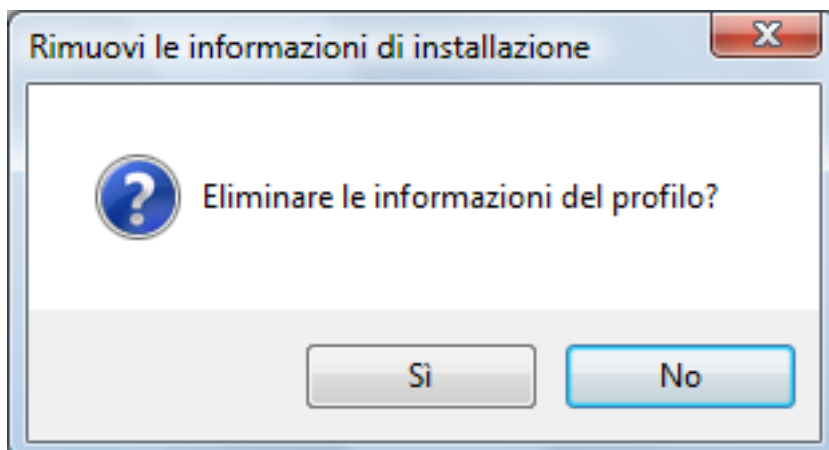 Rimuovi le informazioni di installazione
Eliminare le informazioni del profilo?
Sì
No